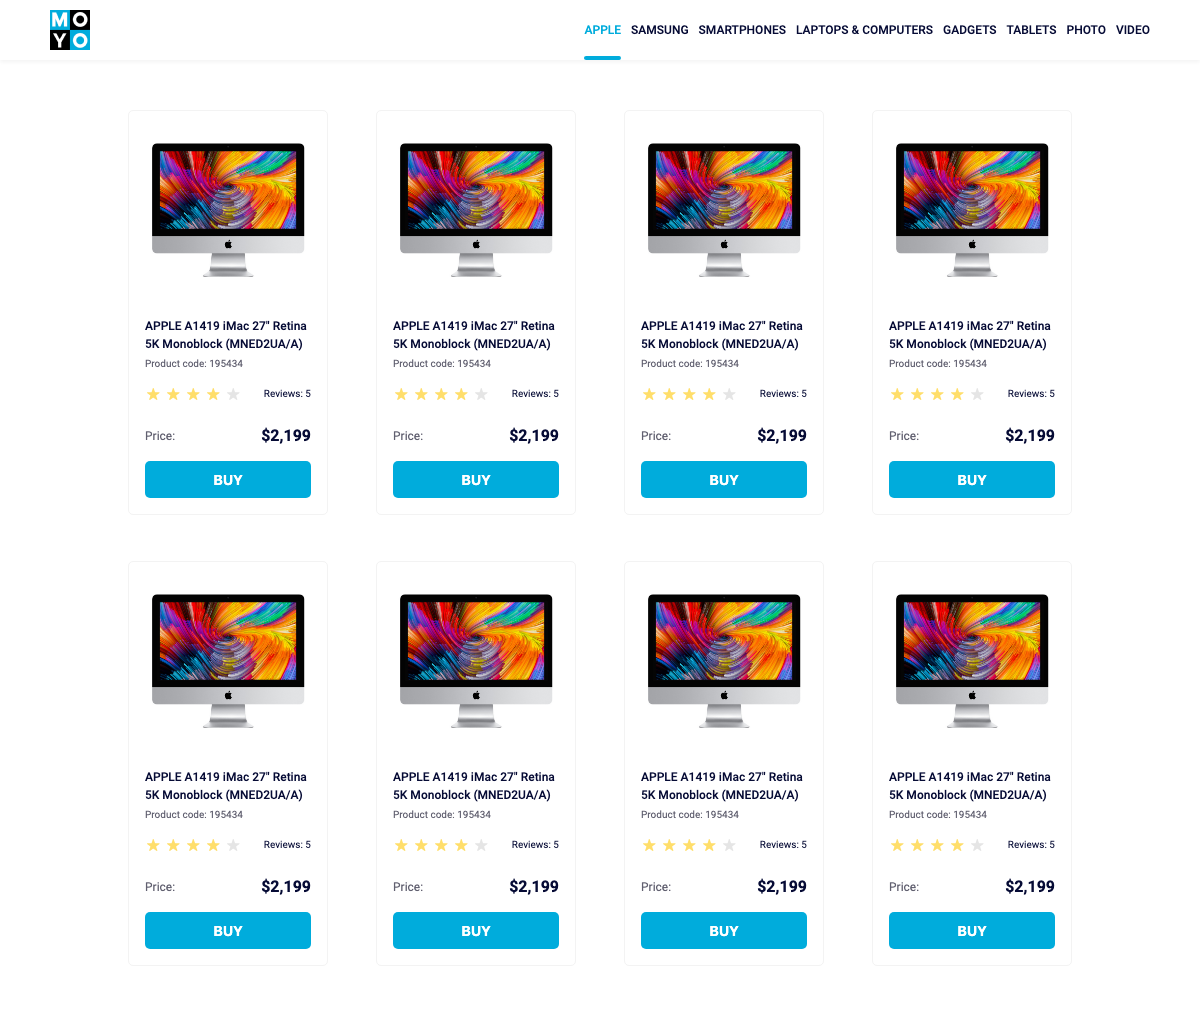 MO
YO
APPLE SAMSUNG SMARTPHONES LAPTOPS & COMPUTERS GADGETS TABLETS PHOTO VIDEO
APPLE A1419 iMac 27" Retina
5K Monoblock (MNED2UA/A)
Product code: 195434
Reviews: 5
Price: $2,199
BUY
APPLE A1419 iMac 27" Retina
5K Monoblock (MNED2UA/A)
Product code: 195434
Reviews: 5
Price: $2,199
BUY
APPLE A1419 iMac 27" Retina
5K Monoblock (MNED2UA/A)
Product code: 195434
Reviews: 5
Price: $2,199
BUY
APPLE A1419 iMac 27" Retina
5K Monoblock (MNED2UA/A)
Product code: 195434
Reviews: 5
Price: $2,199
BUY
APPLE A1419 iMac 27" Retina
5K Monoblock (MNED2UA/A)
Product code: 195434
Reviews: 5
Price: $2,199
BUY
APPLE A1419 iMac 27" Retina
5K Monoblock (MNED2UA/A)
Product code: 195434
Reviews: 5
Price: $2,199
BUY
APPLE A1419 iMac 27" Retina
5K Monoblock (MNED2UA/A)
Product code: 195434
Reviews: 5
Price: $2,199
BUY
APPLE A1419 iMac 27" Retina
5K Monoblock (MNED2UA/A)
Product code: 195434
Reviews: 5
Price: $2,199
BUY